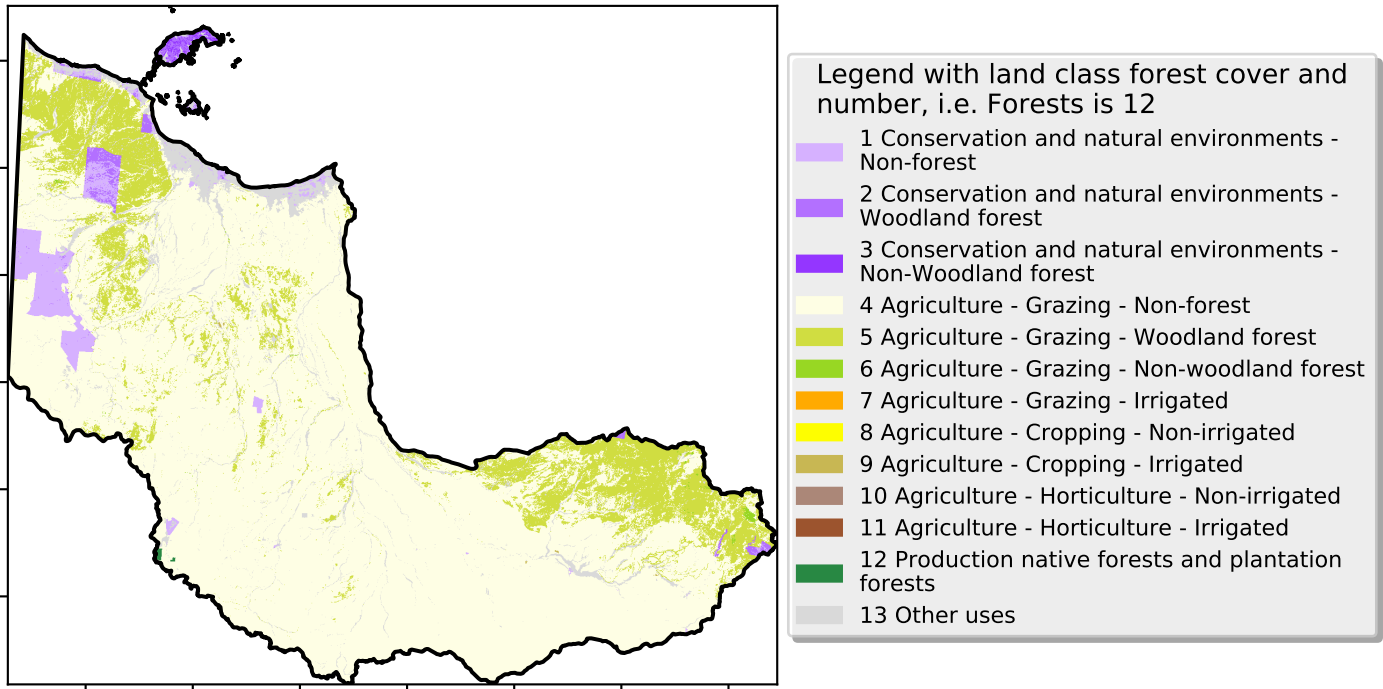 Legend with land class forest cover and
number, i.e. Forests is 12
1 Conservation and natural environments -
Non-forest
2 Conservation and natural environments -
Woodland forest
3 Conservation and natural environments -
Non-Woodland forest
4 Agriculture - Grazing - Non-forest
5 Agriculture - Grazing - Woodland forest
6 Agriculture - Grazing - Non-woodland forest
7 Agriculture - Grazing - Irrigated
8 Agriculture - Cropping - Non-irrigated
9 Agriculture - Cropping - Irrigated
10 Agriculture - Horticulture - Non-irrigated
11 Agriculture - Horticulture - Irrigated
12 Production native forests and plantation
forests
13 Other uses